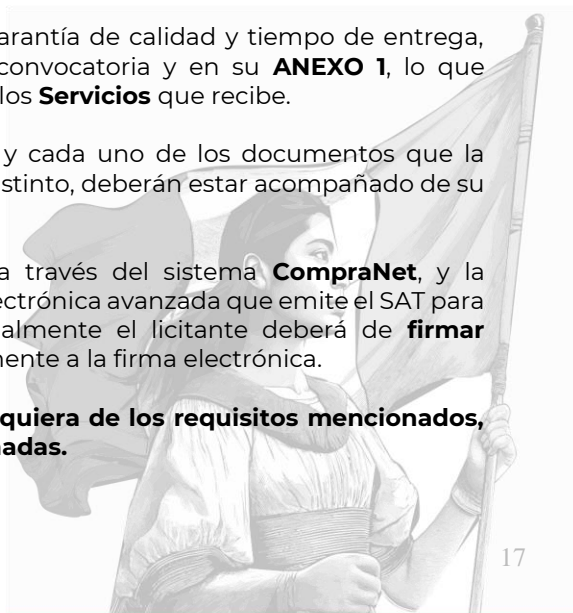 arantía de calidad y tiempo de entrega,
convocatoria y en su ANEXO 1, lo que
los Servicios que recibe.
y cada uno de los documentos que la
stinto, deberán estar acompañado de su
a través del sistema CompraNet, y la
ectrónica avanzada que emite el SAT para
almente el licitante deberá de firmar
nente a la firma electrónica.
quiera de los requisitos mencionados,
nadas.
17